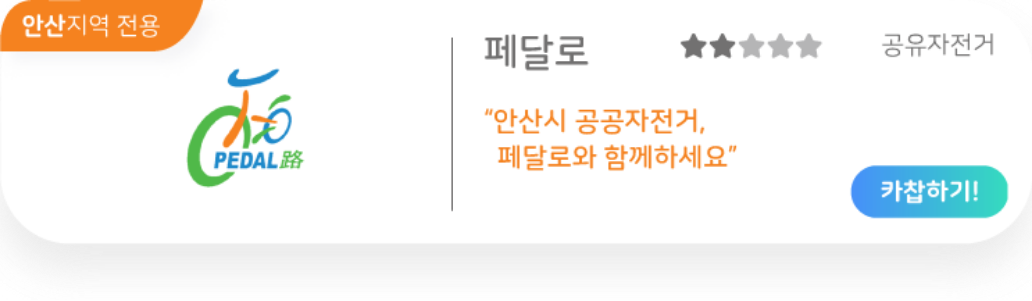 안산지역 전용
페달로
공유자전거
PEDAL路
“안산시 공공자전거,
페달로와 함께하세요”
카찹하기!